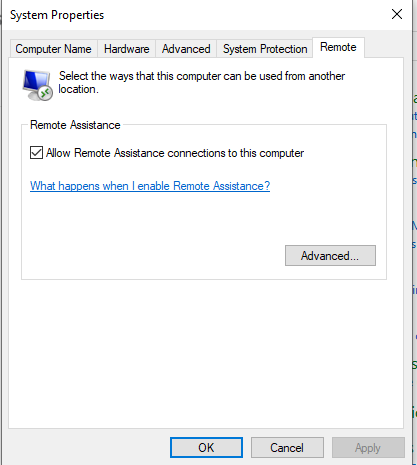 System Properties
Computer Name
Hardware
Advanced
System Protection
Remote
Select the ways that this computer can be used from another
location.
Remote Assistance
Allow Remote Assistance connections to this computer
What happens when I enable Remote Assistance?
Advanced...
OK
Cancel
Apply